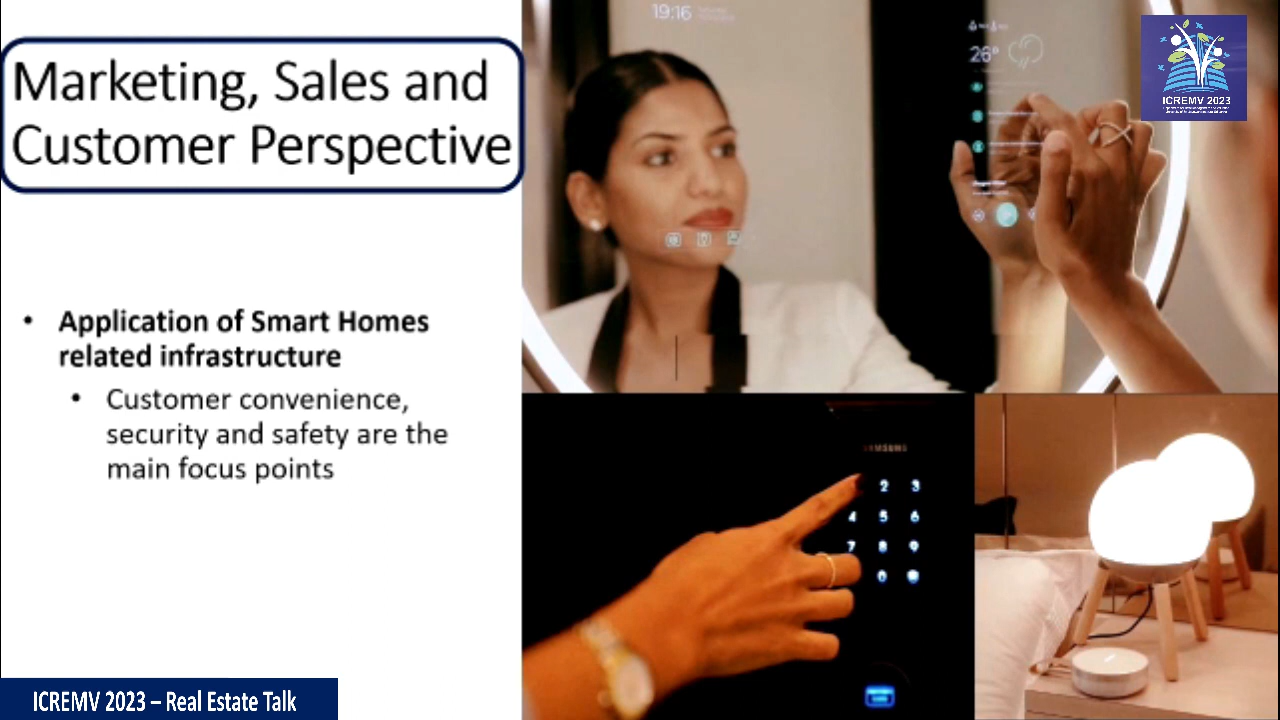 Marketing, Sales and
Customer Perspective
• Application of Smart Homes
related infrastructure
• Customer convenience,
security and safety are the
main focus points
19:16
26°
ICREMV 2023
SAMSUNG
2 3
4 5 6
7 8 9
0
ICREMV 2023 – Real Estate Talk